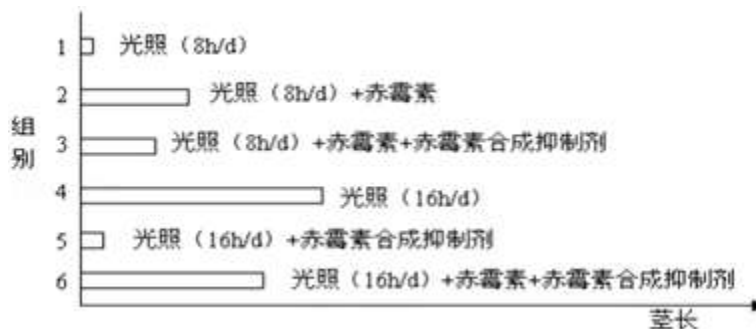 1 光照（8h/d）
2 光照（8h/d）+赤霉素
组别
3 光照（8h/d）+赤霉素+赤霉素合成抑制剂
4 光照（16h/d）
5 光照（16h/d）+赤霉素合成抑制剂
6 光照（16h/d）+赤霉素+赤霉素合成抑制剂
茎长